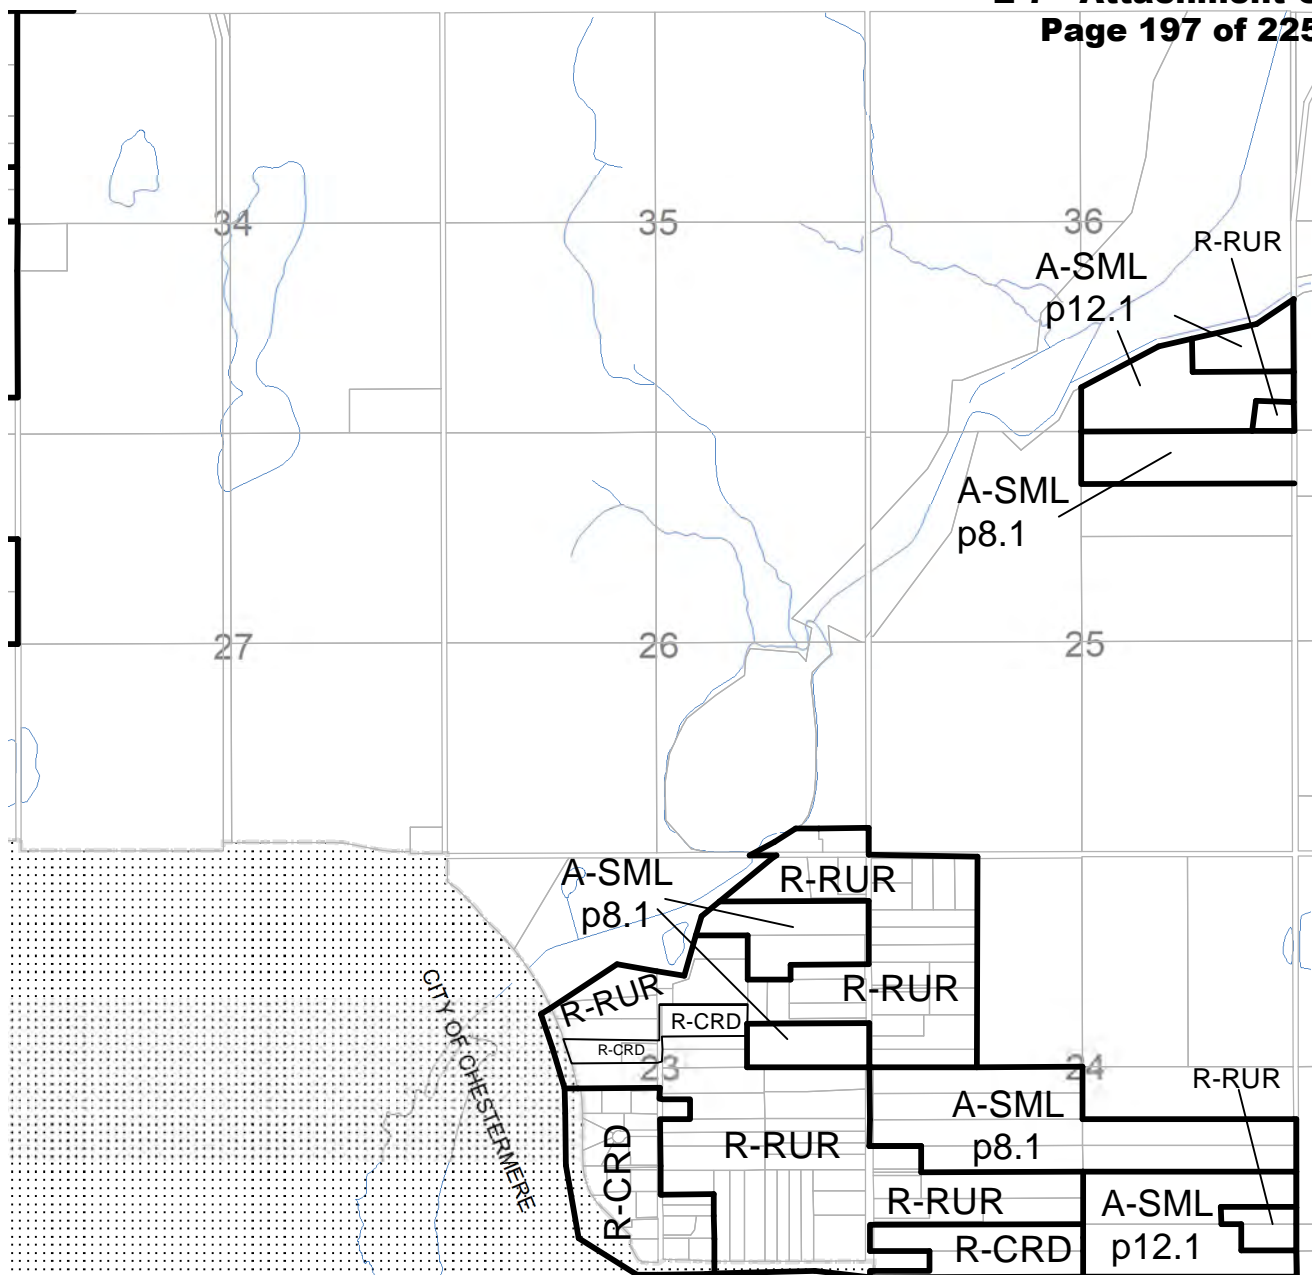 Page 197 of 225
34
35
36
R-RUR
A-SML
p12.1
A-SML
p8.1
27
26
25
A-SML
p8.1
R-RUR
R-RUR
R-RUR
R-CRD
R-CRD
CITY OF CHESTERMERE
23
24
R-RUR
A-SML
p8.1
R-RUR
R-CRD
R-RUR
A-SML
p12.1
R-CRD